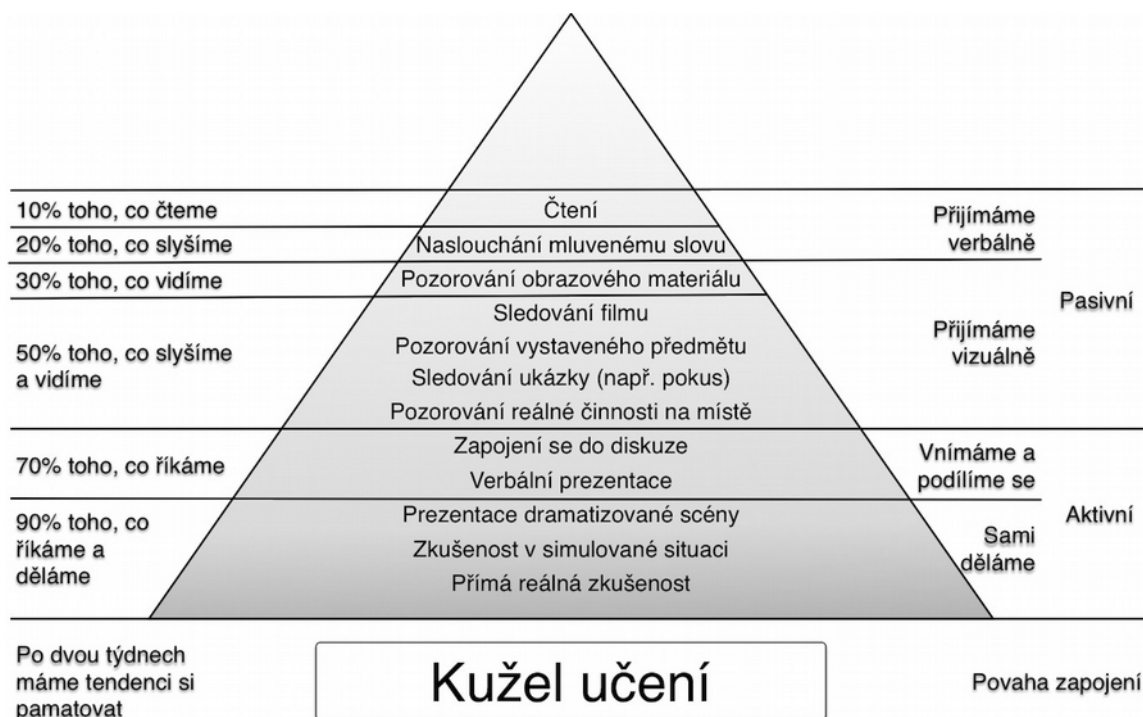 10% toho, co čteme
Čtení
Přijímáme
verbálně
20% toho, co slyšíme
Naslouchání mluvenému slovu
30% toho, co vidíme
Pozorování obrazového materiálu
Pasivní
50% toho, co slyšíme
a vidíme
Sledování filmu
Pozorování vystaveného předmětu
Sledování ukázky (např. pokus)
Pozorování reálné činnosti na místě
Přijímáme
vizuálně
70% toho, co říkáme
Zapojení se do diskuze
Verbální prezentace
Vnímáme a
podílíme se
Aktivní
90% toho, co
říkáme a
děláme
Prezentace dramatizované scény
Zkušenost v simulované situaci
Přímá reálná zkušenost
Sami
děláme
Po dvou týdnech
máme tendenci si
pamatovat
Kužel učení
Povaha zapojení